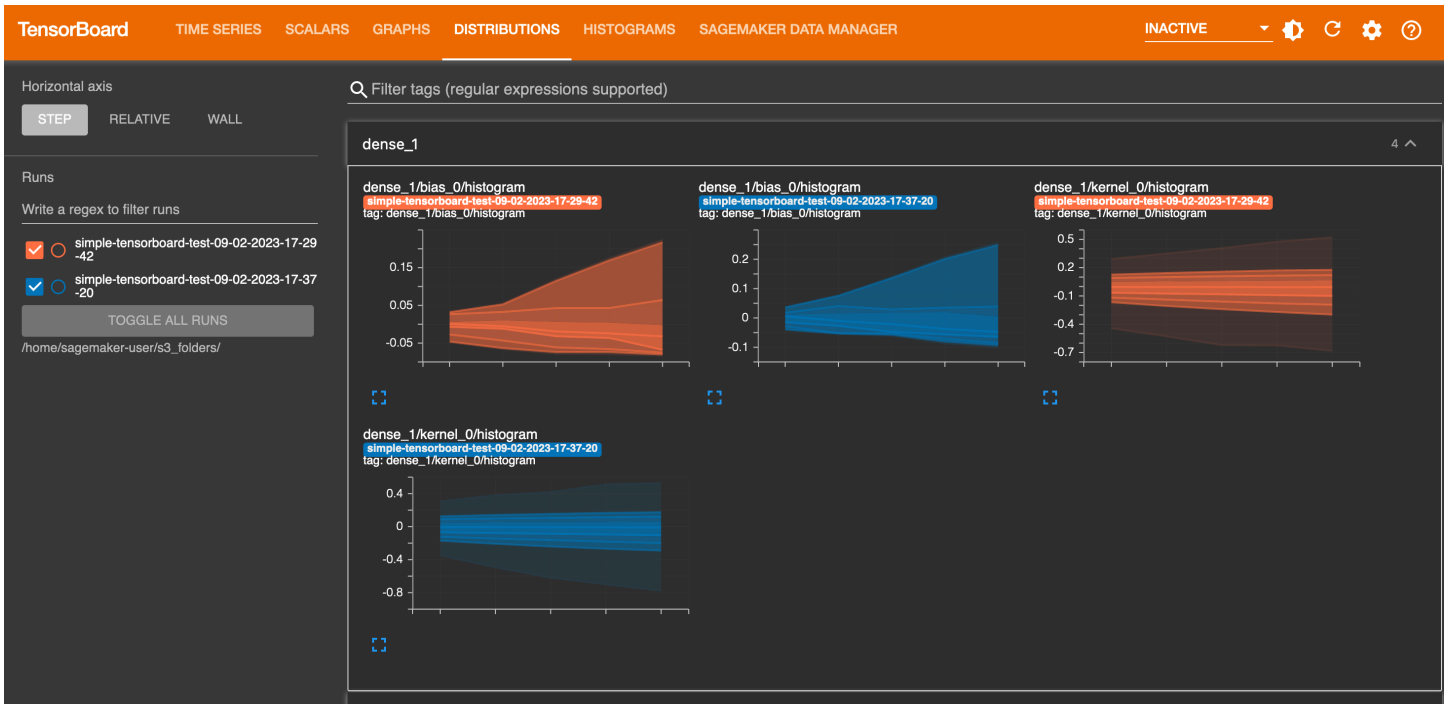 TensorBoard TIME SERIES SCALARS GRAPHS DISTRIBUTIONS HISTOGRAMS SAGEMAKER DATA MANAGER INACTIVE
Horizontal axis
STEP RELATIVE WALL
Runs
Write a regex to filter runs
simple-tensorboard-test-09-02-2023-17-29
-42
simple-tensorboard-test-09-02-2023-17-37
-20
TOGGLE ALL RUNS
/home/sagemaker-user/s3_folders/
Filter tags (regular expressions supported)
dense_1 4
dense_1/bias_0/histogram
simple-tensorboard-test-09-02-2023-17-29-42
tag: dense_1/bias_0/histogram
0.15
0.05
-0.05
dense_1/bias_0/histogram
simple-tensorboard-test-09-02-2023-17-37-20
tag: dense_1/bias_0/histogram
0.2
0.1
0
-0.1
dense_1/kernel_0/histogram
simple-tensorboard-test-09-02-2023-17-29-42
tag: dense_1/kernel_0/histogram
0.5
0.2
-0.1
-0.4
-0.7
dense_1/kernel_0/histogram
simple-tensorboard-test-09-02-2023-17-37-20
tag: dense_1/kernel_0/histogram
0.4
0
-0.4
-0.8